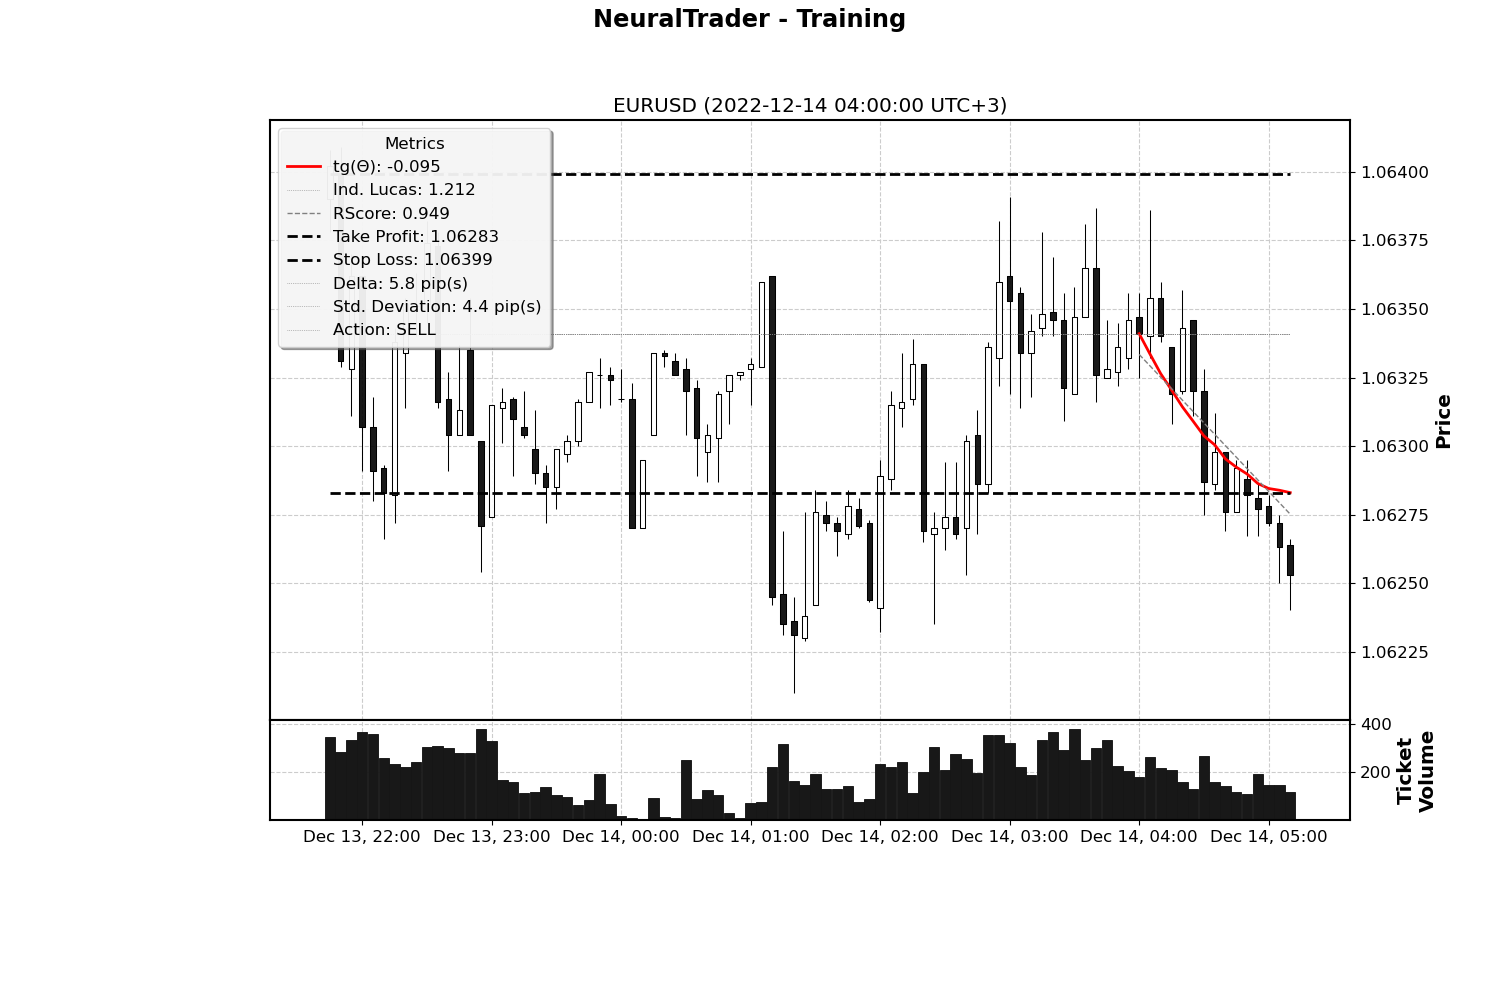 NeuralTrader - Training
EURUSD (2022-12-14 04:00:00 UTC+3)
Metrics
tg(Θ): -0.095
Ind. Lucas: 1.212
RScore: 0.949
Take Profit: 1.06283
Stop Loss: 1.06399
Delta: 5.8 pip(s)
Std. Deviation: 4.4 pip(s)
Action: SELL
1.06400
1.06375
1.06350
1.06325
1.06300
1.06275
1.06250
1.06225
Price
400
200
Ticket
Volume
Dec 13, 22:00 Dec 13, 23:00 Dec 14, 00:00 Dec 14, 01:00 Dec 14, 02:00 Dec 14, 03:00 Dec 14, 04:00 Dec 14, 05:00